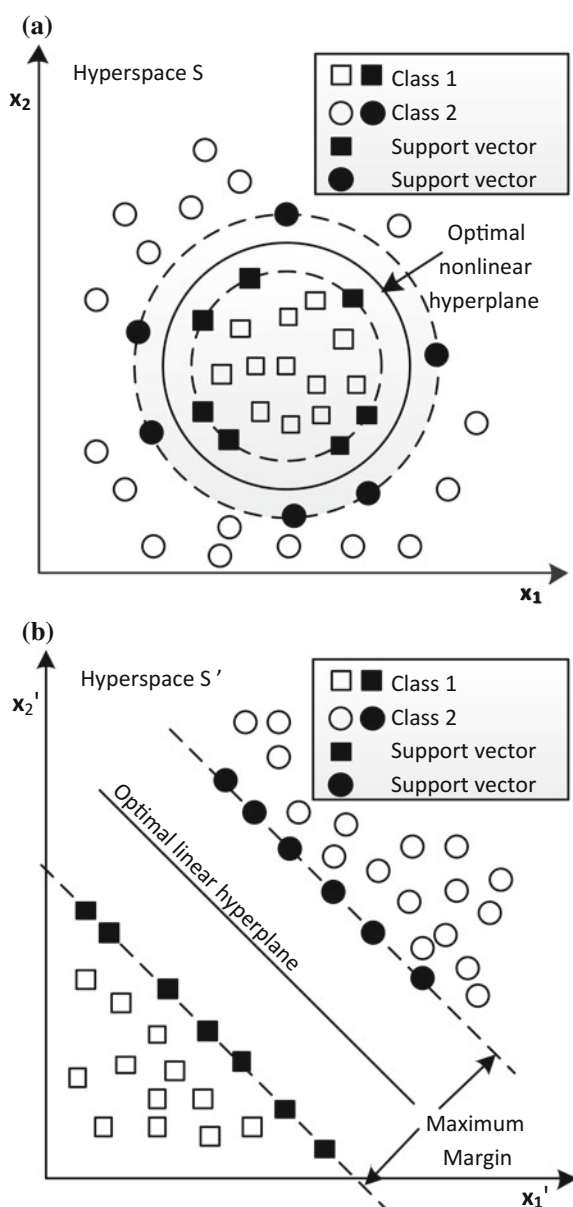 (a)
Hyperspace S
x2
Class 1
Class 2
Support vector
Support vector
Optimal
nonlinear
hyperplane
x1
(b)
Hyperspace S '
x2'
Class 1
Class 2
Support vector
Support vector
Optimal linear hyperplane
Maximum
Margin
x1'